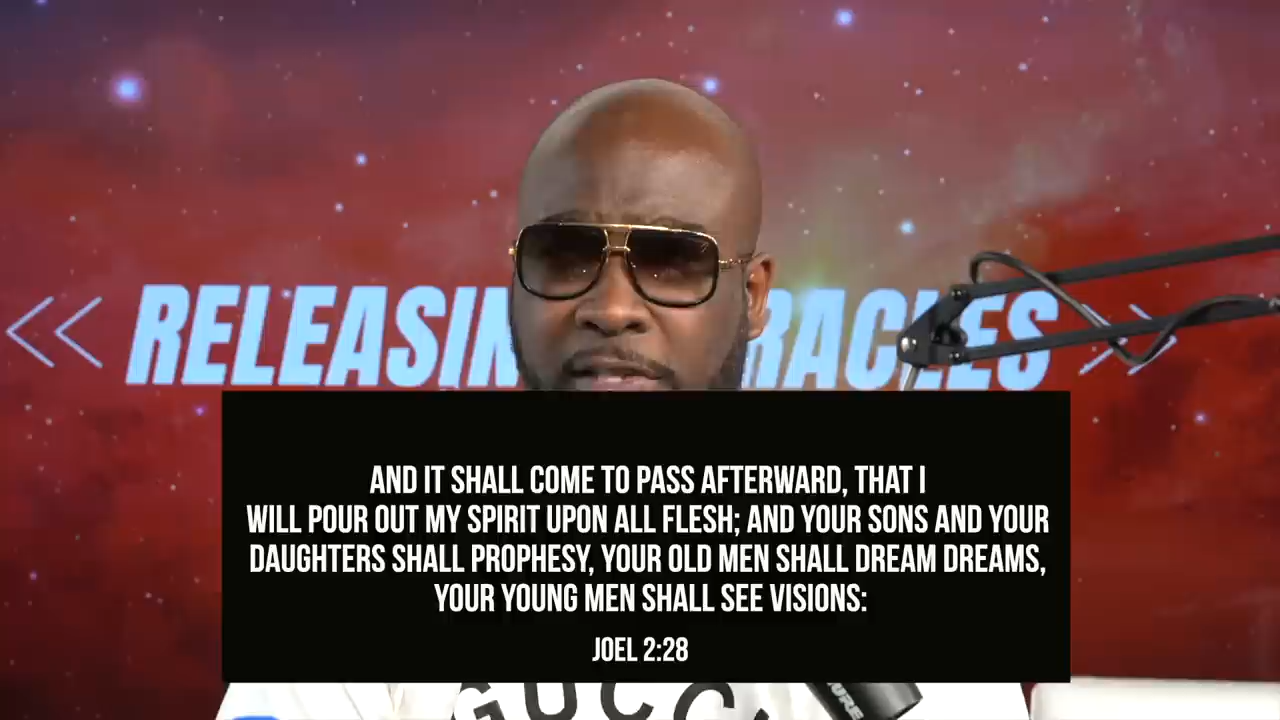 << RELEASIN RACLES >>
AND IT SHALL COME TO PASS AFTERWARD, THAT I
WILL POUR OUT MY SPIRIT UPON ALL FLESH; AND YOUR SONS AND YOUR
DAUGHTERS SHALL PROPHESY, YOUR OLD MEN SHALL DREAM DREAMS,
YOUR YOUNG MEN SHALL SEE VISIONS:
JOEL 2:28
GUCCI